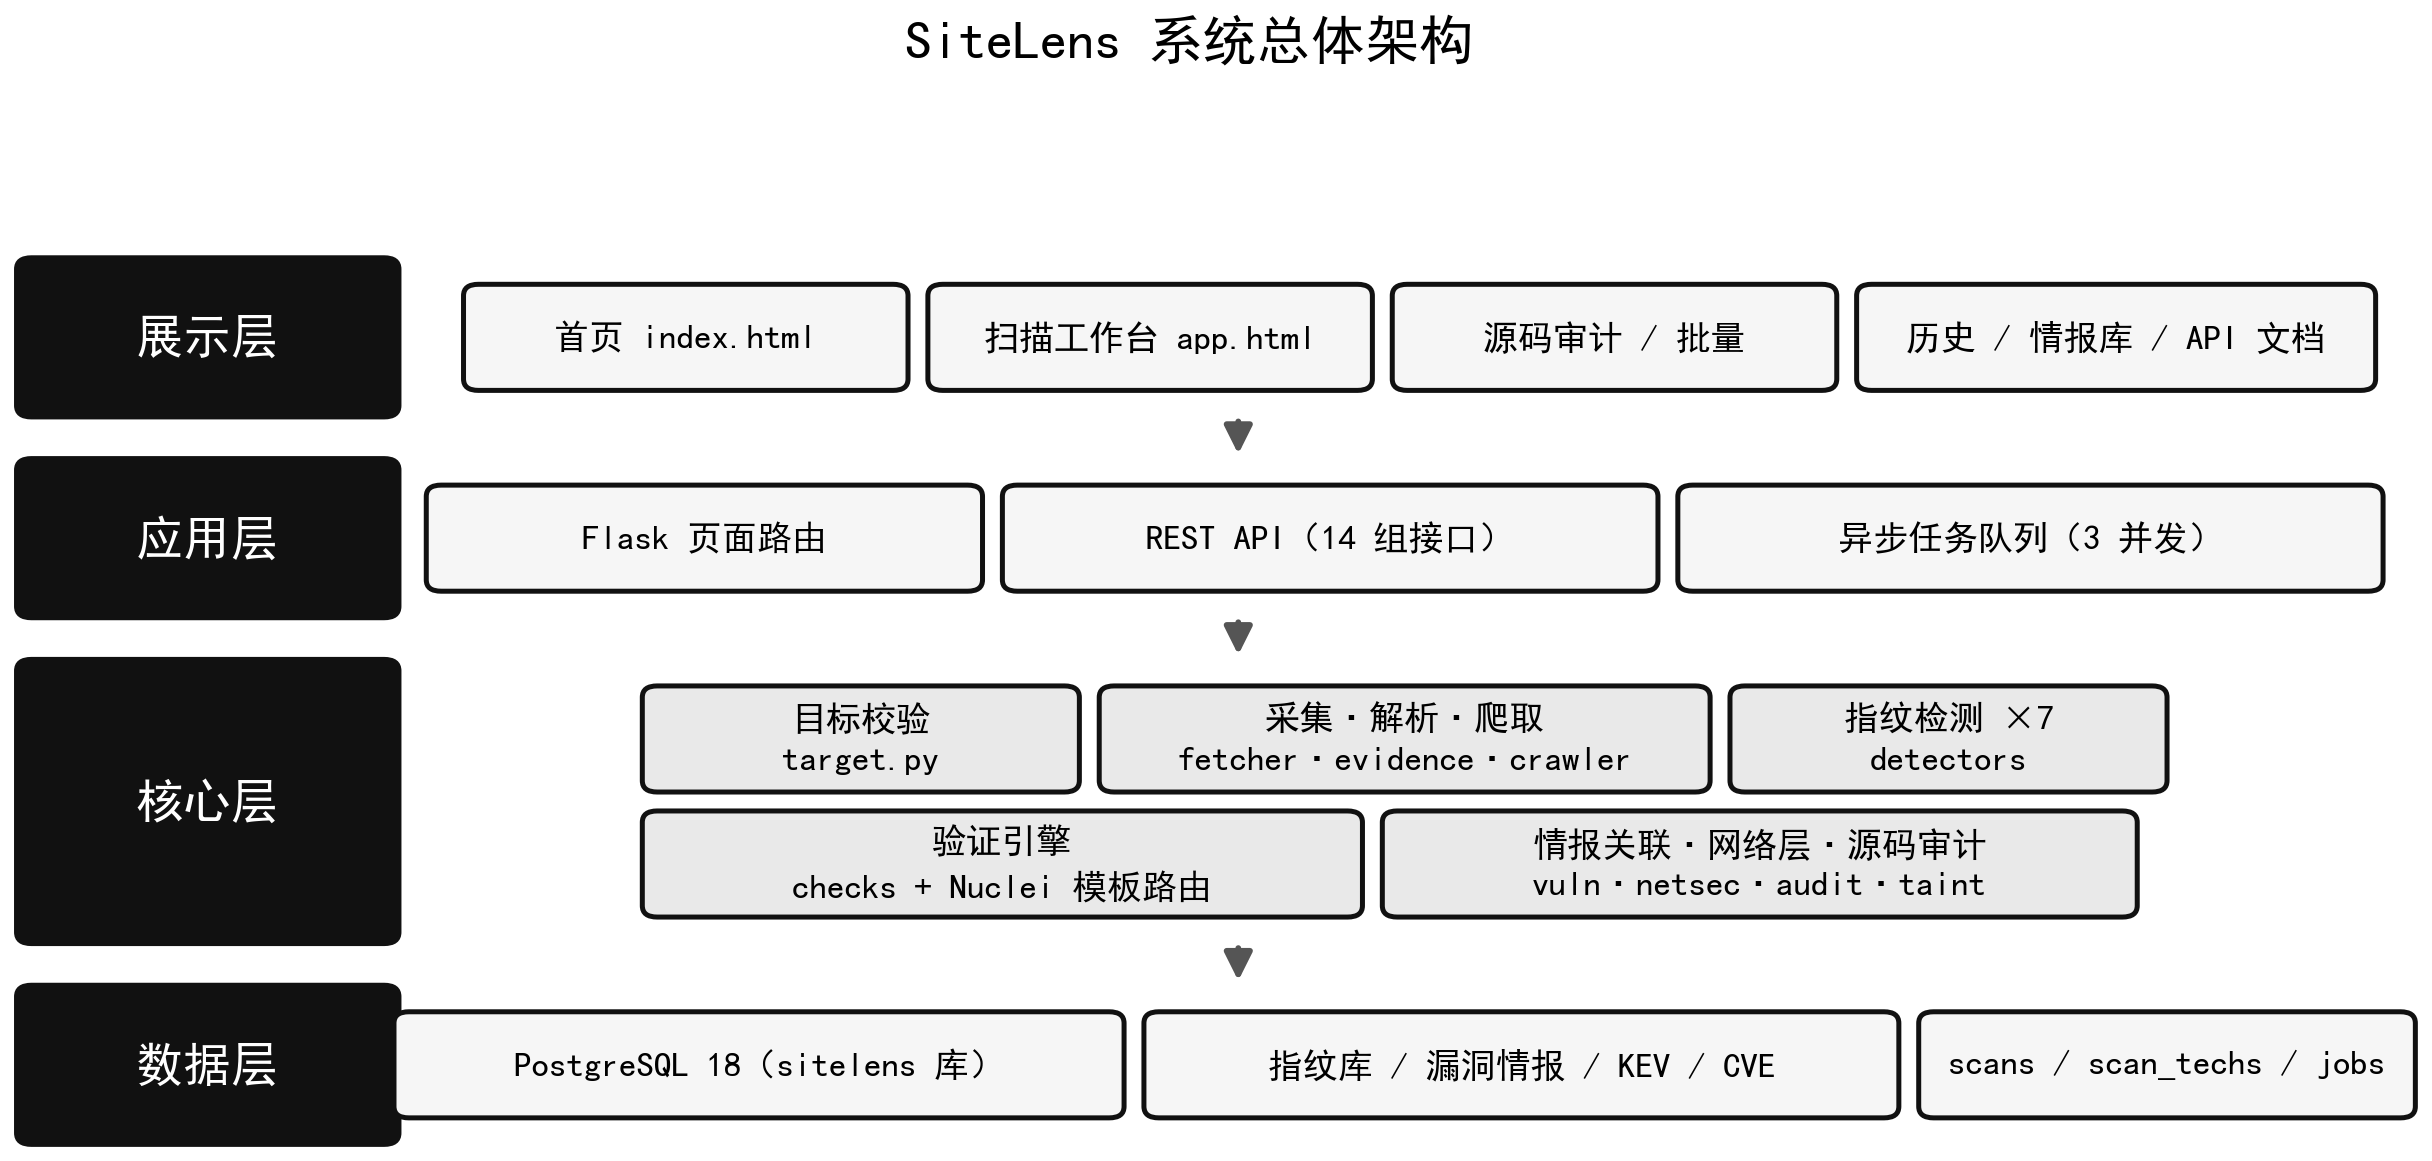 SiteLens 系统总体架构
展示层
首页 index.html
扫描工作台 app.html
源码审计 / 批量
历史 / 情报库 / API 文档
应用层
Flask 页面路由
REST API（14 组接口）
异步任务队列（3 并发）
核心层
目标校验
target.py
采集·解析·爬取
fetcher·evidence·crawler
指纹检测 ×7
detectors
验证引擎
checks + Nuclei 模板路由
情报关联·网络层·源码审计
vuln·netsec·audit·taint
数据层
PostgreSQL 18（sitelens 库）
指纹库 / 漏洞情报 / KEV / CVE
scans / scan_techs / jobs